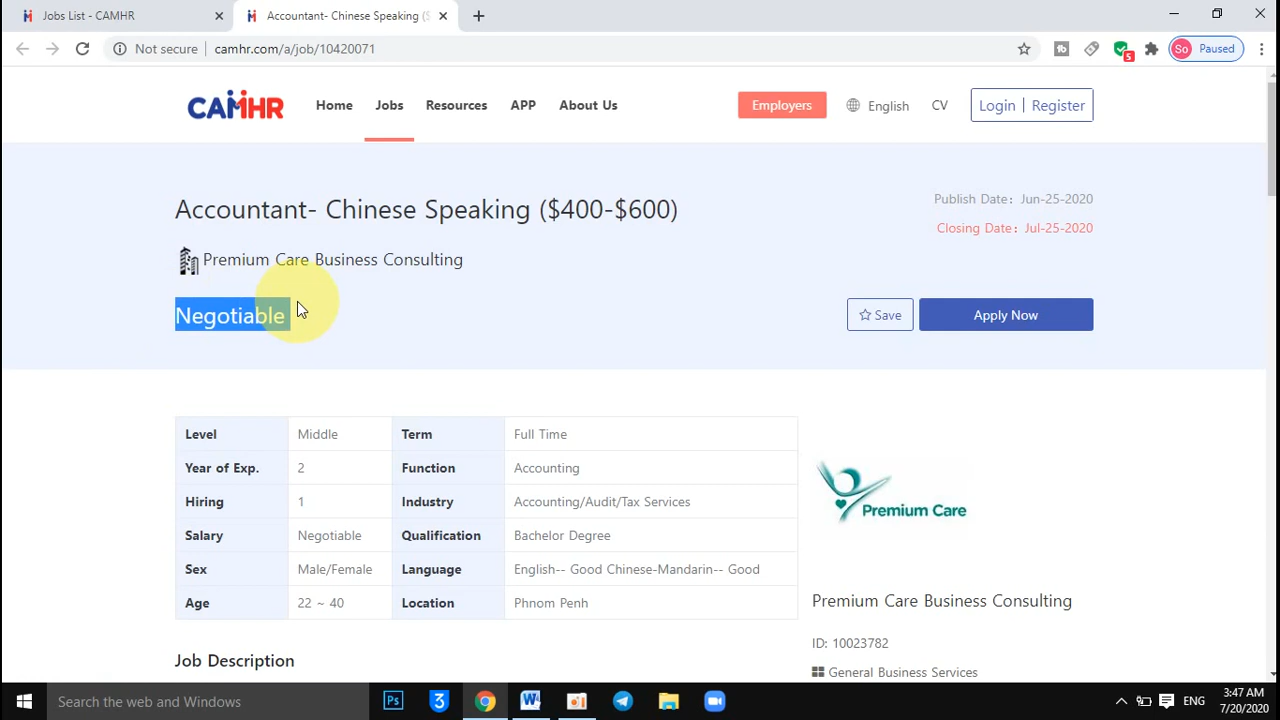 Jobs List - CAMHR
Accountant- Chinese Speaking ($
Not secure camhr.com/a/job/10420071
5
So Paused
CAMHR
Home Jobs Resources APP About Us
Employers English CV Login | Register
Accountant- Chinese Speaking ($400-$600)
Publish Date: Jun-25-2020
Closing Date: Jul-25-2020
Premium Care Business Consulting
Negotiable
Save Apply Now
Level Middle Term Full Time
Year of Exp. 2 Function Accounting
Hiring 1 Industry Accounting/Audit/Tax Services
Salary Negotiable Qualification Bachelor Degree
Sex Male/Female Language English-- Good Chinese-Mandarin-- Good
Age 22 ~ 40 Location Phnom Penh
Premium Care
Premium Care Business Consulting
ID: 10023782
General Business Services
Job Description
Search the web and Windows
Ps
W
ENG
3:47 AM
7/20/2020